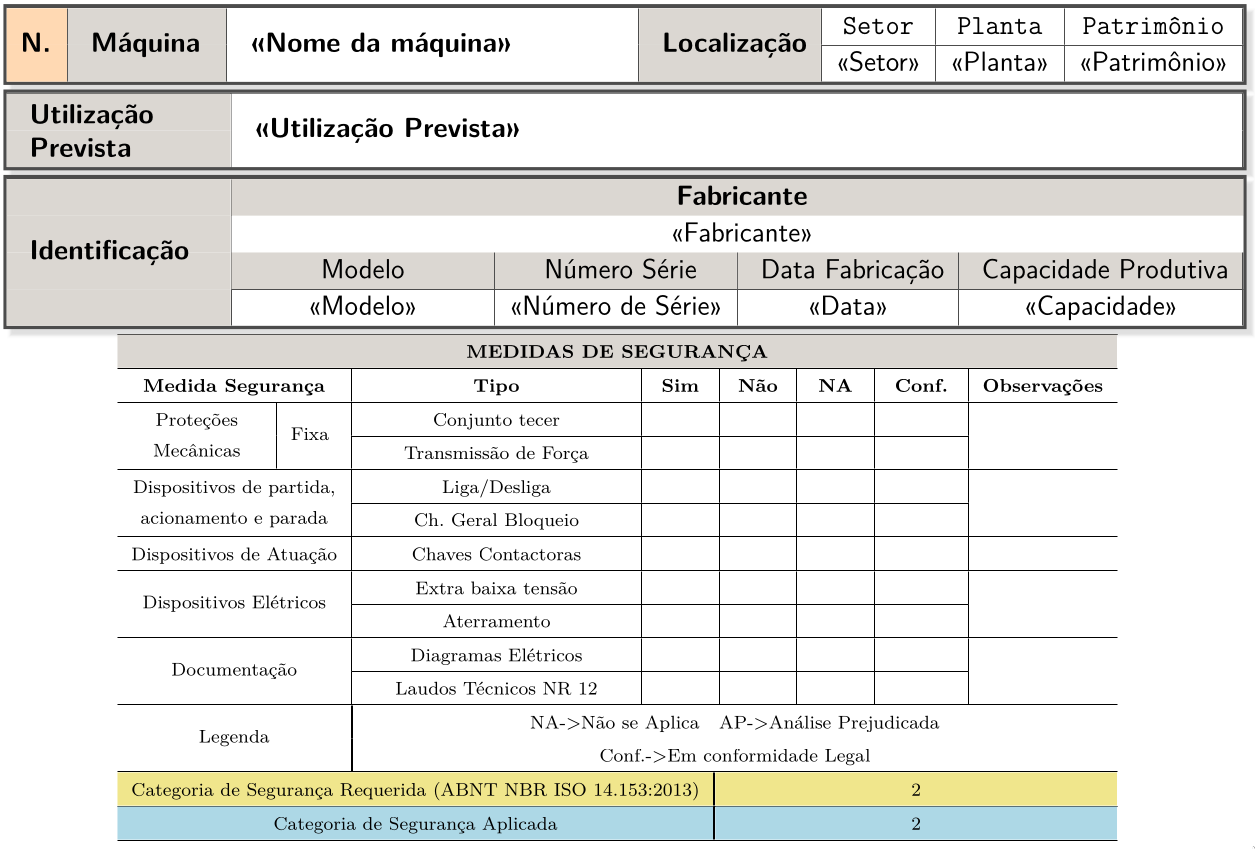 N. Máquina «Nome da máquina» Localização Setor Planta Patrimônio
«Setor» «Planta» «Patrimônio»
Utilização
Prevista
«Utilização Prevista»
Identificação
Fabricante
«Fabricante»
Modelo Número Série Data Fabricação Capacidade Produtiva
«Modelo» «Número de Série» «Data» «Capacidade»
MEDIDAS DE SEGURANÇA
Medida Segurança Tipo Sim Não NA Conf. Observações
Proteções
Mecânicas
Fixa
Conjunto tecer
Transmissão de Força
Dispositivos de partida,
acionamento e parada
Liga/Desliga
Ch. Geral Bloqueio
Dispositivos de Atuação Chaves Contactoras
Dispositivos Elétricos
Extra baixa tensão
Aterramento
Documentação
Diagramas Elétricos
Laudos Técnicos NR 12
Legenda
NA->Não se Aplica AP->Análise Prejudicada
Conf.->Em conformidade Legal
Categoria de Segurança Requerida (ABNT NBR ISO 14.153:2013) 2
Categoria de Segurança Aplicada 2